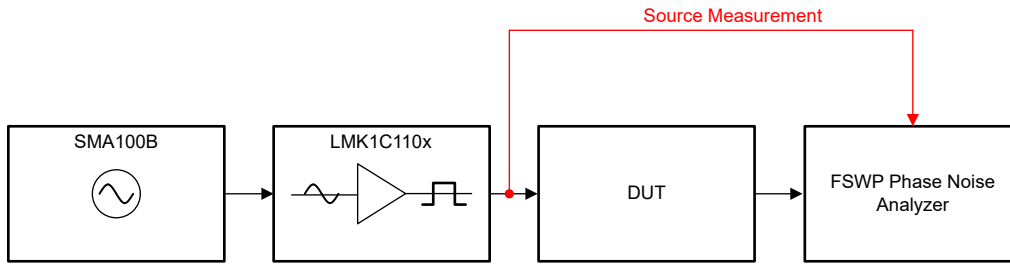 Source Measurement
SMA100B
LMK1C110x
DUT
FSWP Phase Noise
Analyzer